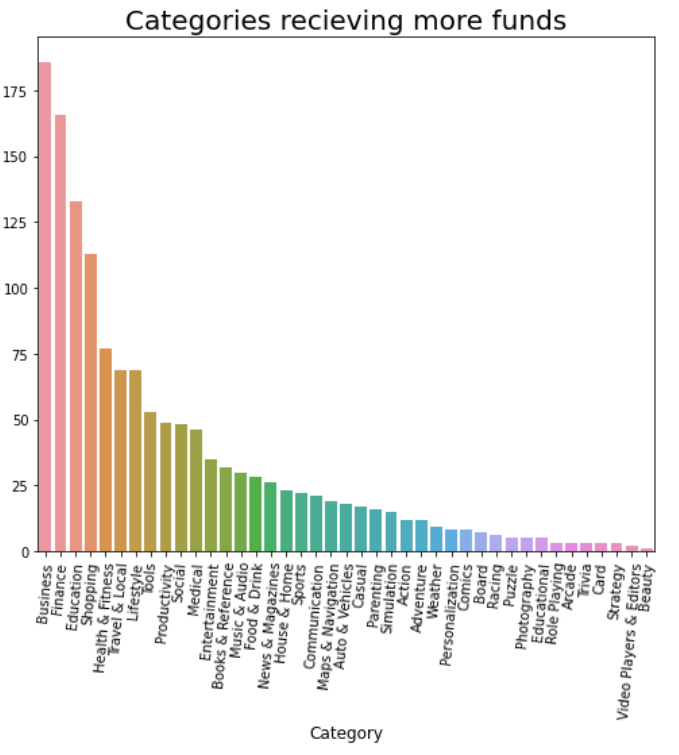 Categories recieving more funds
175
150
125
100
75
50
25
0
Business
Finance
Education
Shopping
Health & Fitness
Travel & Local
Lifestyle
Tools
Productivity
Social
Medical
Entertainment
Books & Reference
Music & Audio
Food & Drink
News & Magazines
House & Home
Sports
Communication
Maps & Navigation
Auto & Vehicles
Casual
Parenting
Simulation
Action
Adventure
Weather
Personalization
Comics
Board
Racing
Puzzle
Photography
Educational
Role Playing
Arcade
Trivia
Card
Strategy
Video Players & Editors
Beauty
Category